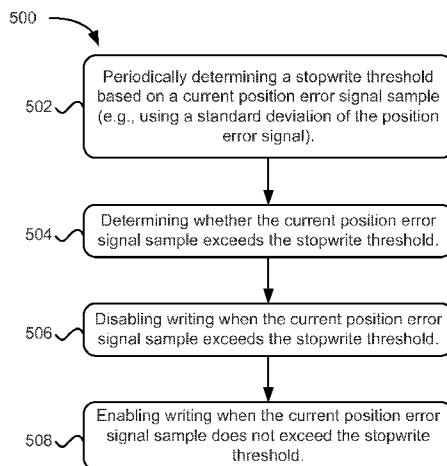 500
502
Periodically determining a stopwrite threshold
based on a current position error signal sample
(e.g., using a standard deviation of the position
error signal).
504
Determining whether the current position error
signal sample exceeds the stopwrite threshold.
506
Disabling writing when the current position error
signal sample exceeds the stopwrite threshold.
508
Enabling writing when the current position error
signal sample does not exceed the stopwrite
threshold.